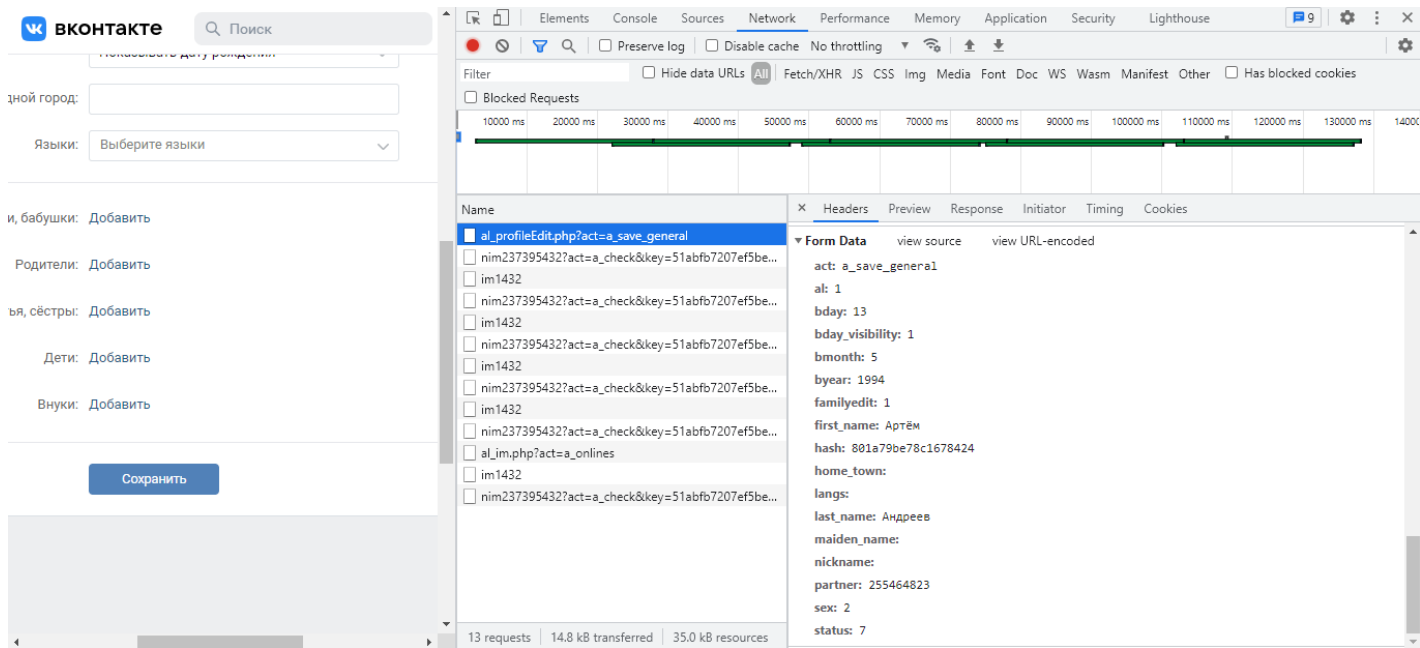 вконтакте
Поиск
Показывать дату рождения
дной город:
Языки:
Выберите языки
и, бабушки:
Добавить
Родители:
Добавить
ья, сёстры:
Добавить
Дети:
Добавить
Внуки:
Добавить
Сохранить
Elements Console Sources Network Performance Memory Application Security Lighthouse 9
Preserve log Disable cache No throttling
Filter Hide data URLs All Fetch/XHR JS CSS Img Media Font Doc WS Wasm Manifest Other Has blocked cookies
Blocked Requests
10000 ms 20000 ms 30000 ms 40000 ms 50000 ms 60000 ms 70000 ms 80000 ms 90000 ms 100000 ms 110000 ms 120000 ms 130000 ms 14000
Name
al_profileEdit.php?act=a_save_general
nim237395432?act=a_check&key=51abfb7207ef5be...
im1432
nim237395432?act=a_check&key=51abfb7207ef5be...
im1432
nim237395432?act=a_check&key=51abfb7207ef5be...
im1432
nim237395432?act=a_check&key=51abfb7207ef5be...
im1432
nim237395432?act=a_check&key=51abfb7207ef5be...
al_im.php?act=a_onlines
im1432
nim237395432?act=a_check&key=51abfb7207ef5be...
13 requests 14.8 kB transferred 35.0 kB resources
Headers Preview Response Initiator Timing Cookies
Form Data view source view URL-encoded
act: a_save_general
al: 1
bday: 13
bday_visibility: 1
bmonth: 5
byear: 1994
familyedit: 1
first_name: Артём
hash: 801a79be78c1678424
home_town:
langs:
last_name: Андреев
maiden_name:
nickname:
partner: 255464823
sex: 2
status: 7